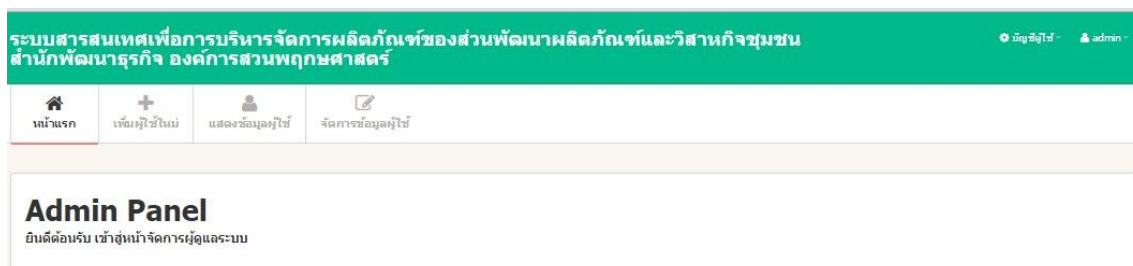 ระบบสารสนเทศเพื่อการบริหารจัดการผลิตภัณฑ์ของส่วนพัฒนาผลิตภัณฑ์และวิสาหกิจชุมชน
สำนักพัฒนาธุรกิจ องค์การสวนพฤกษศาสตร์
บัญชีผู้ใช้ admin
หน้าแรก เพิ่มผู้ใช้ใหม่ แสดงข้อมูลผู้ใช้ จัดการข้อมูลผู้ใช้
Admin Panel
ยินดีต้อนรับ เข้าสู่หน้าจัดการผู้ดูแลระบบ